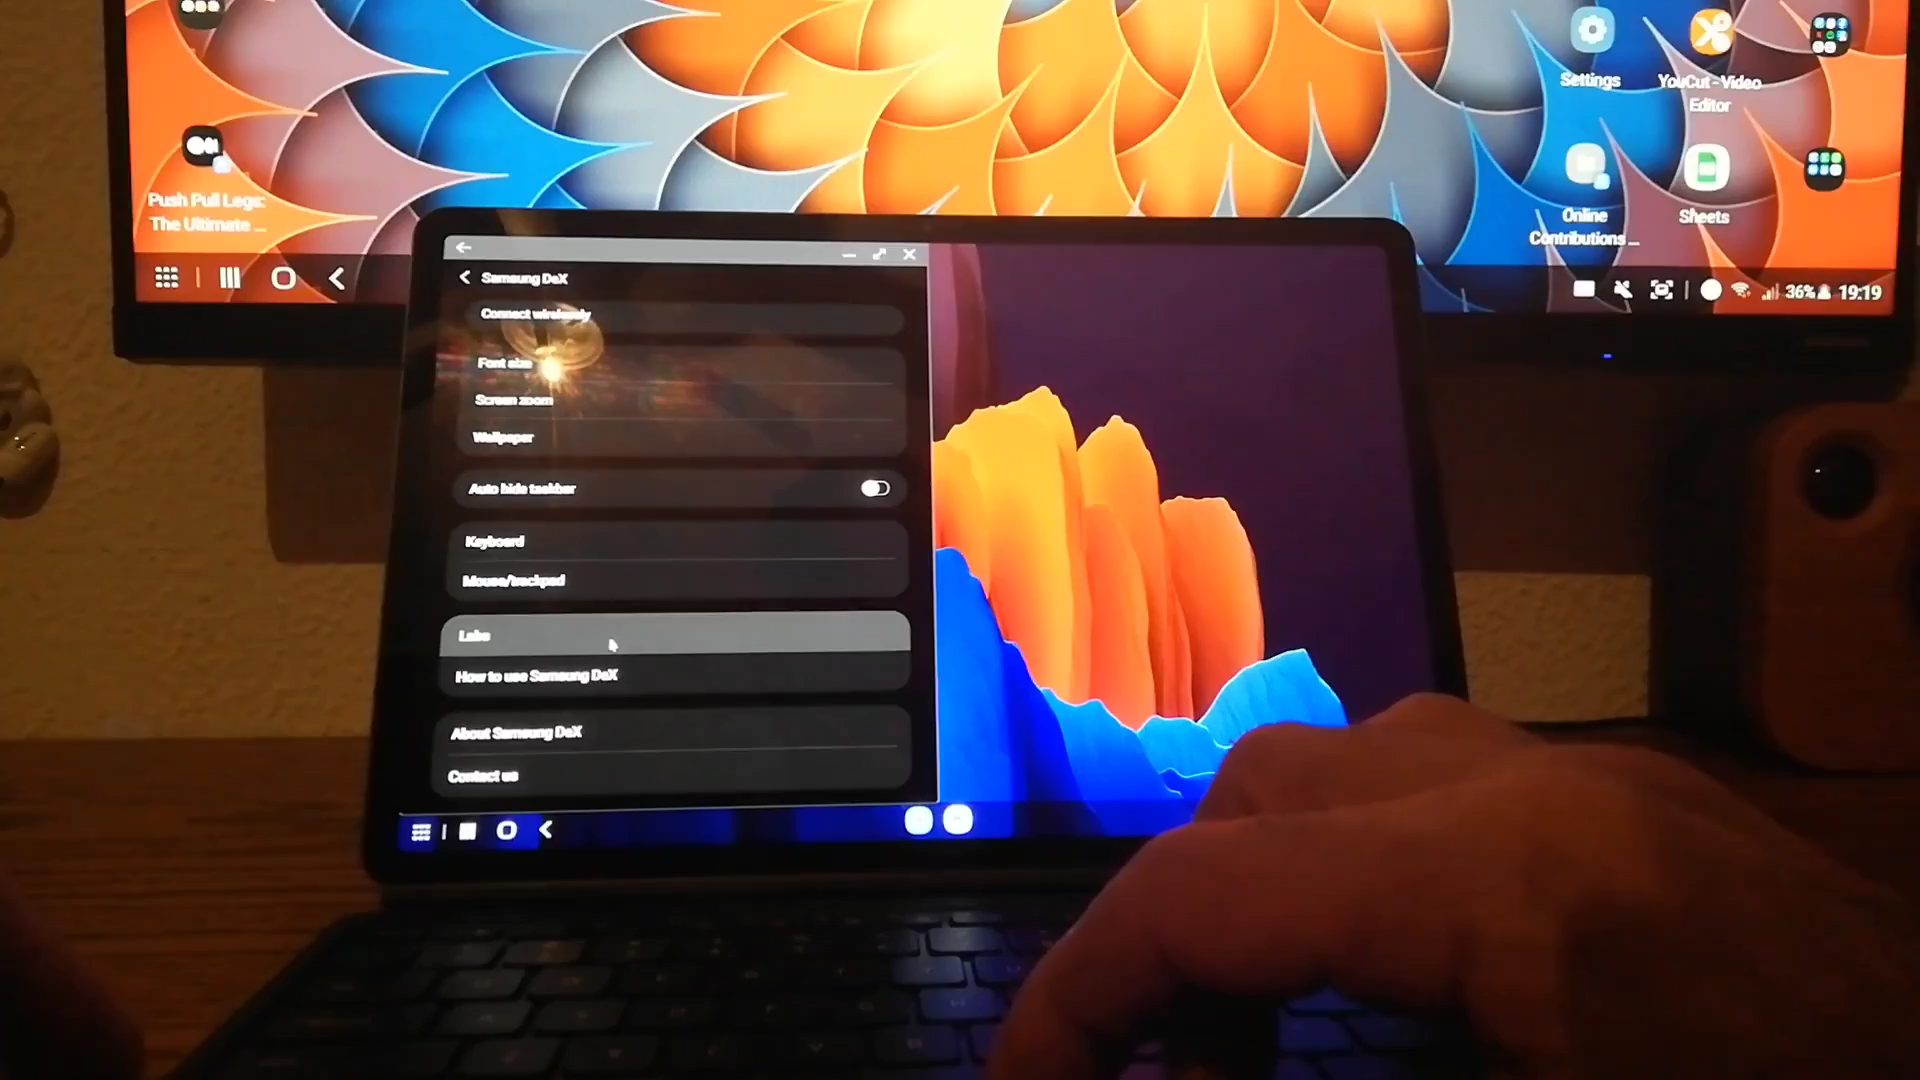 Settings
YouCut - Video
Editor
Push Pull Legs:
The Ultimate ...
Online
Contributions ...
Sheets
36%
19:19
Samsung DeX
Connect wirelessly
Font size
Screen zoom
Wallpaper
Auto hide taskbar
Keyboard
Mouse/trackpad
Labs
How to use Samsung DeX
About Samsung DeX
Contact us